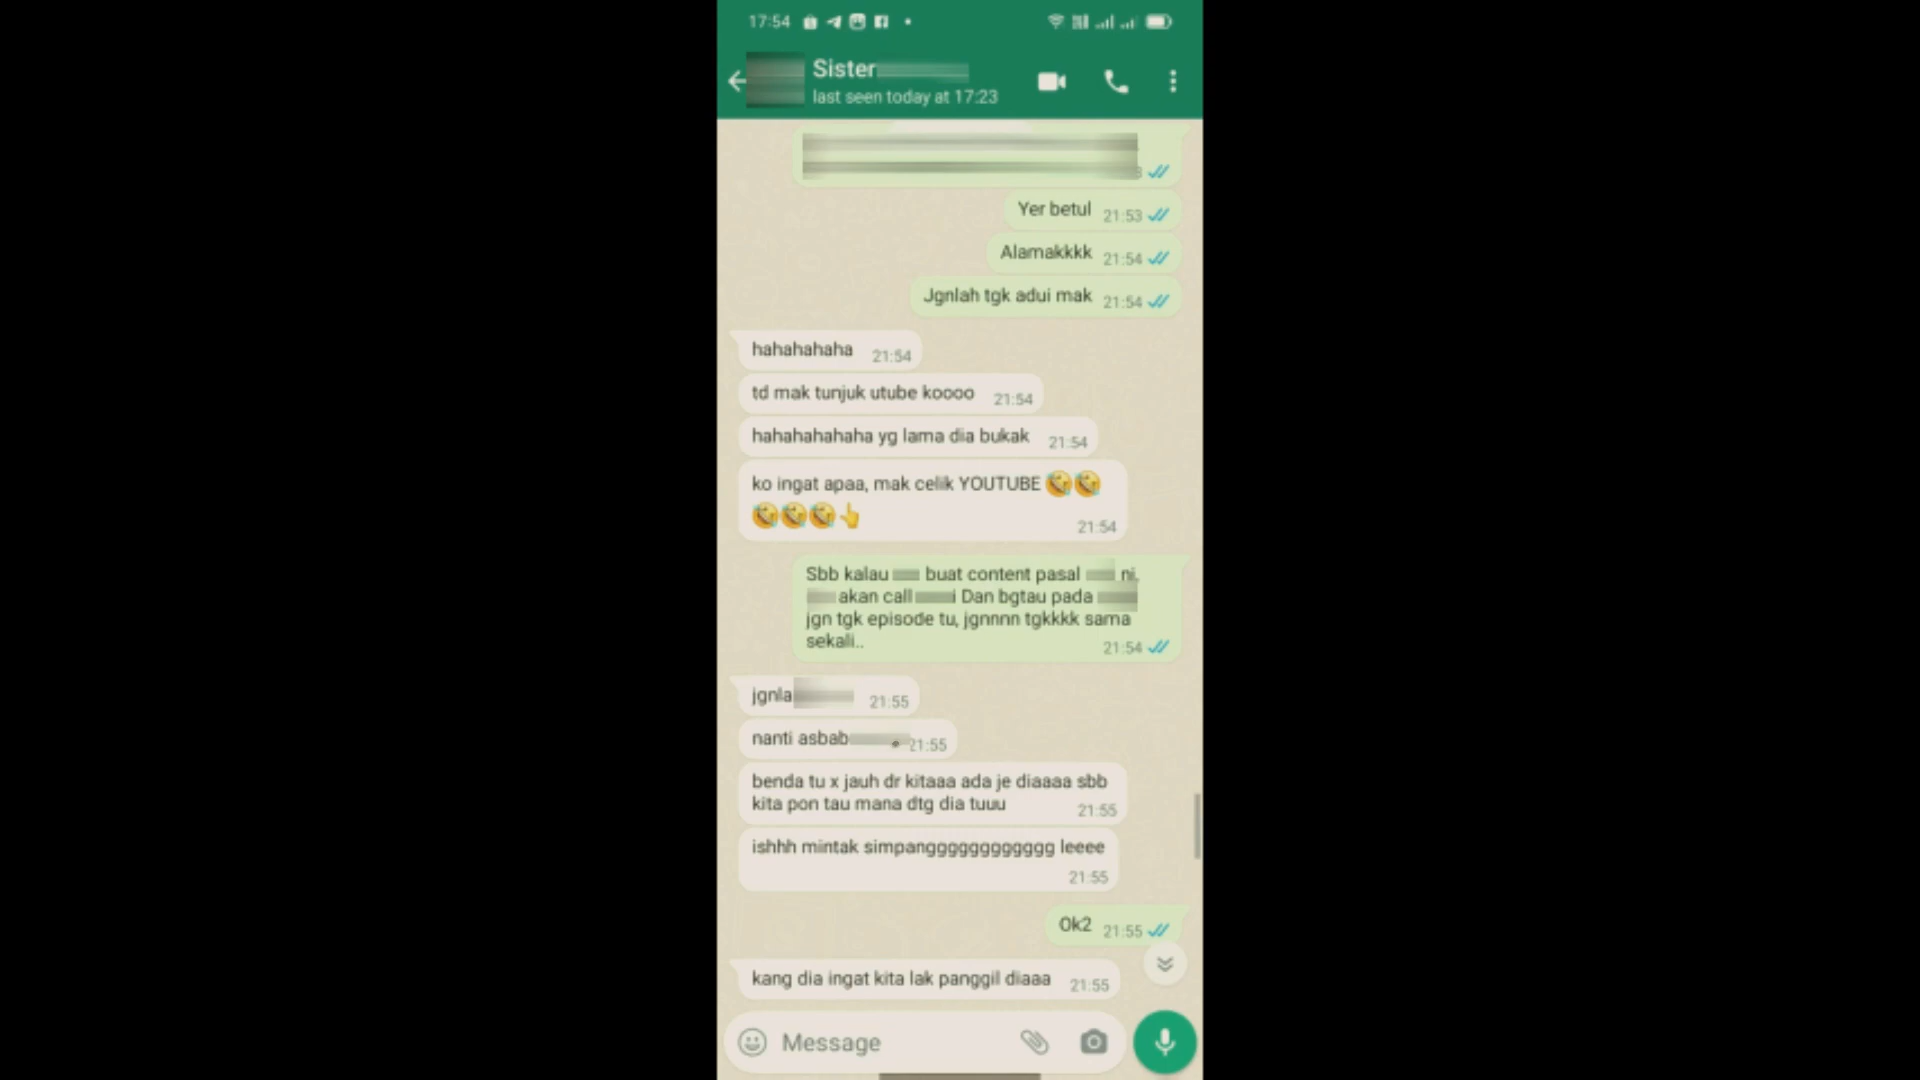 17:54
Sister
last seen today at 17:23
Yer betul 21:53
Alamakkkk 21:54
Jgnlah tgk adui mak 21:54
hahahahaha 21:54
td mak tunjuk utube koooo 21:54
hahahahahaha yg lama dia bukak 21:54
ko ingat apaa, mak celik YOUTUBE 🤣🤣
🤣🤣🤣👆
21:54
Sbb kalau buat content pasal ni,
akan call Dan bgtau pada
jgn tgk episode tu, jgnnnn tgkkkk sama
sekali..
21:54
jgnla 21:55
nanti asbab 21:55
benda tu x jauh dr kitaaa ada je diaaaa sbb
kita pon tau mana dtg dia tuuu
21:55
ishhh mintak simpangggggggggggg leeee
21:55
Ok2 21:55
kang dia ingat kita lak panggil diaaa 21:55
Message